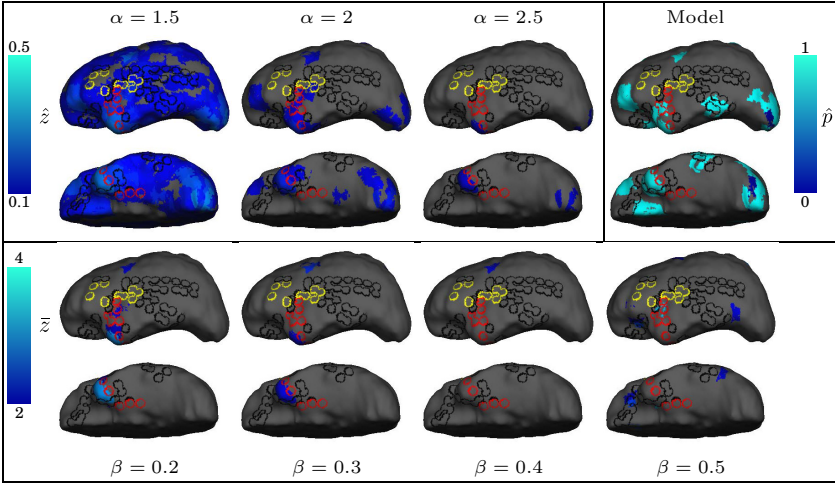 α = 1.5 α = 2 α = 2.5 Model
0.5 1
ẑ p̂
0.1 0
4
z̅
2
β = 0.2 β = 0.3 β = 0.4 β = 0.5